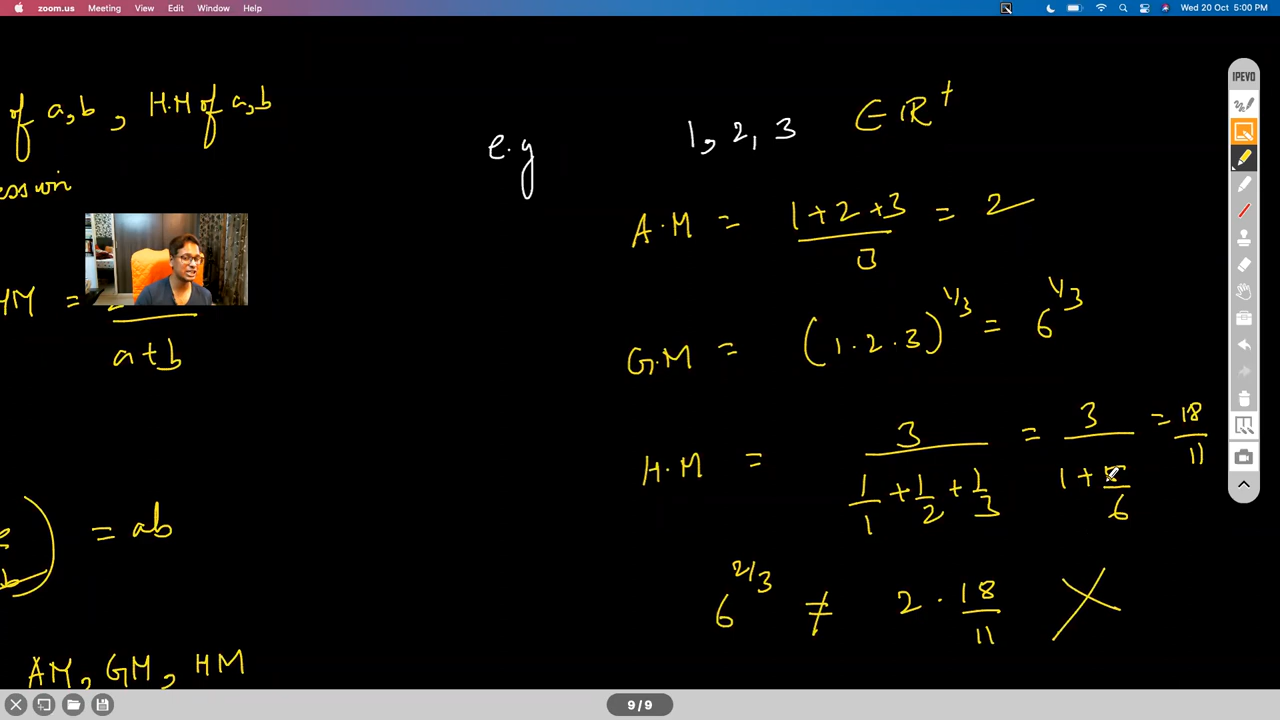 zoom.us Meeting View Edit Window Help Wed 20 Oct 5:00 PM
IPEVO
of a,b , H.M of a,b
e.g 1, 2, 3 ∈ ℝ⁺
A.M = (1+2+3)/3 = 2
HM = a+b
G.M = (1·2·3)^(1/3) = 6^(1/3)
H.M = 3/(1/1+1/2+1/3) = 3/(1+5/6) = 18/11
= ab
6^(2/3) ≠ 2 · 18/11
AM, GM, HM
9 / 9